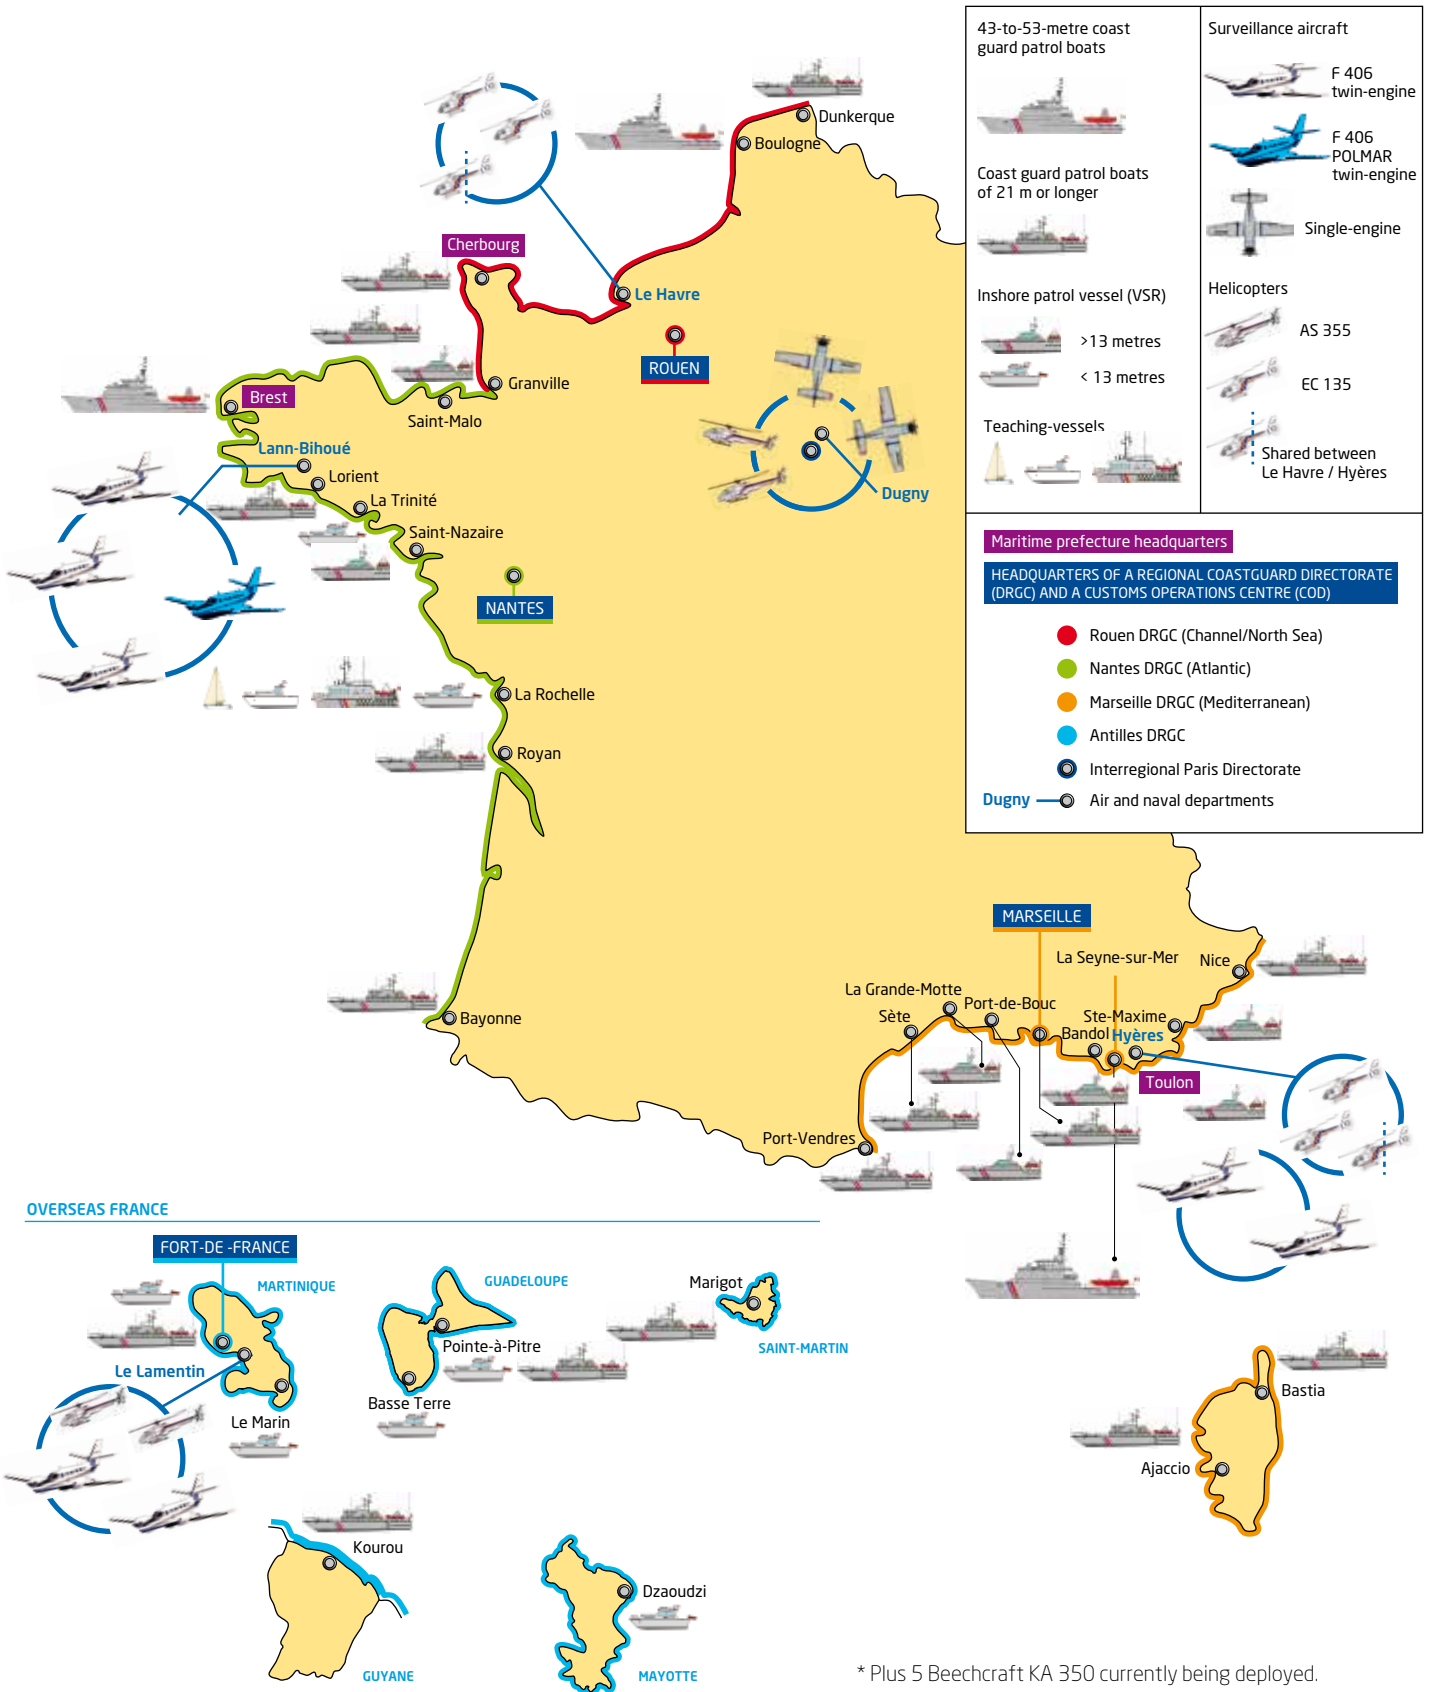 43-to-53-metre coast
guard patrol boats
Coast guard patrol boats
of 21 m or longer
Inshore patrol vessel (VSR)
>13 metres
< 13 metres
Teaching-vessels
Surveillance aircraft
F 406
twin-engine
F 406
POLMAR
twin-engine
Single-engine
Helicopters
AS 355
EC 135
Shared between
Le Havre / Hyères
Maritime prefecture headquarters
HEADQUARTERS OF A REGIONAL COASTGUARD DIRECTORATE
(DRGC) AND A CUSTOMS OPERATIONS CENTRE (COD)
Rouen DRGC (Channel/North Sea)
Nantes DRGC (Atlantic)
Marseille DRGC (Mediterranean)
Antilles DRGC
Interregional Paris Directorate
Dugny
Air and naval departments
Dunkerque
Boulogne
Cherbourg
Le Havre
ROUEN
Granville
Saint-Malo
Brest
Lann-Bihoué
Lorient
La Trinité
Saint-Nazaire
Dugny
NANTES
La Rochelle
Royan
Bayonne
MARSEILLE
La Seyne-sur-Mer
Nice
La Grande-Motte
Port-de-Bouc
Sète
Ste-Maxime
Bandol
Hyères
Toulon
Port-Vendres
OVERSEAS FRANCE
FORT-DE -FRANCE
MARTINIQUE
GUADELOUPE
Marigot
SAINT-MARTIN
Pointe-à-Pitre
Le Lamentin
Basse Terre
Le Marin
Bastia
Ajaccio
Kourou
GUYANE
Dzaoudzi
MAYOTTE
* Plus 5 Beechcraft KA 350 currently being deployed.